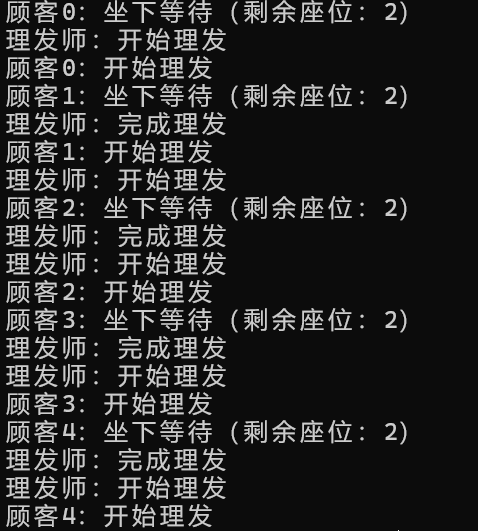 顾客0: 坐下等待 (剩余座位: 2)
理发师: 开始理发
顾客0: 开始理发
顾客1: 坐下等待 (剩余座位: 2)
理发师: 完成理发
顾客1: 开始理发
理发师: 开始理发
顾客2: 坐下等待 (剩余座位: 2)
理发师: 完成理发
理发师: 开始理发
顾客2: 开始理发
顾客3: 坐下等待 (剩余座位: 2)
理发师: 完成理发
理发师: 开始理发
顾客3: 开始理发
顾客4: 坐下等待 (剩余座位: 2)
理发师: 完成理发
理发师: 开始理发
顾客4: 开始理发